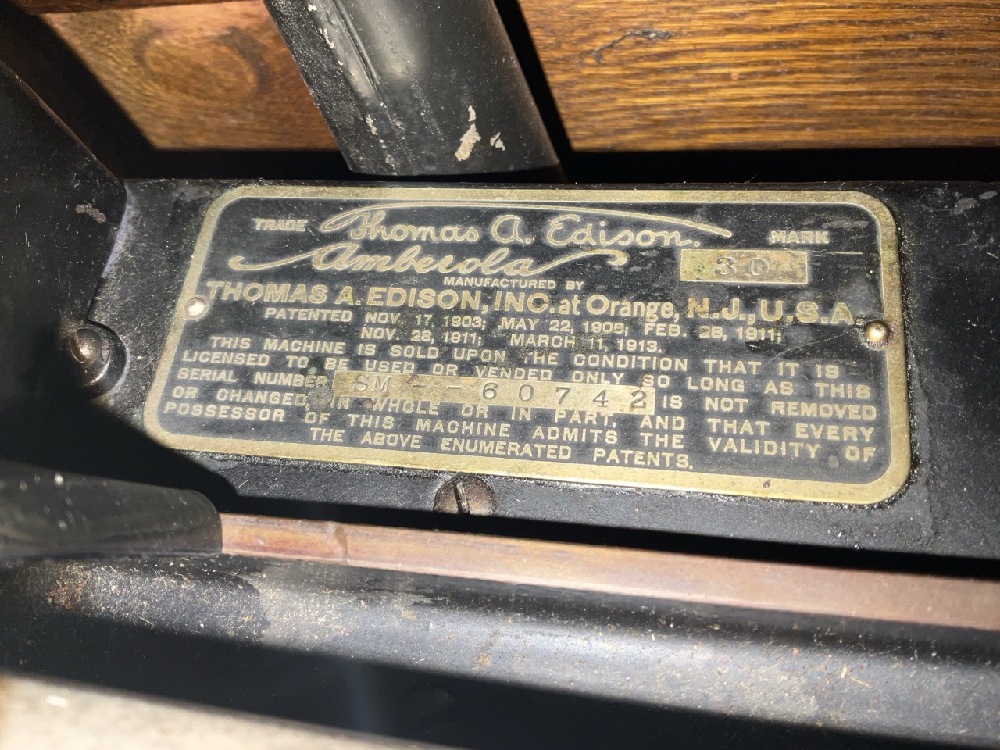 TRADE Thomas A. Edison. MARK
Amberola 30
MANUFACTURED BY
THOMAS A. EDISON, INC. at Orange, N.J., U.S.A.
PATENTED NOV. 17, 1903; MAY 22, 1906; FEB. 28, 1911;
NOV. 28, 1911; MARCH 11, 1913.
THIS MACHINE IS SOLD UPON THE CONDITION THAT IT IS
LICENSED TO BE USED OR VENDED ONLY SO LONG AS THIS
SERIAL NUMBER SM - 60742 IS NOT REMOVED
OR CHANGED IN WHOLE OR IN PART. AND THAT EVERY
POSSESSOR OF THIS MACHINE ADMITS THE VALIDITY OF
THE ABOVE ENUMERATED PATENTS.